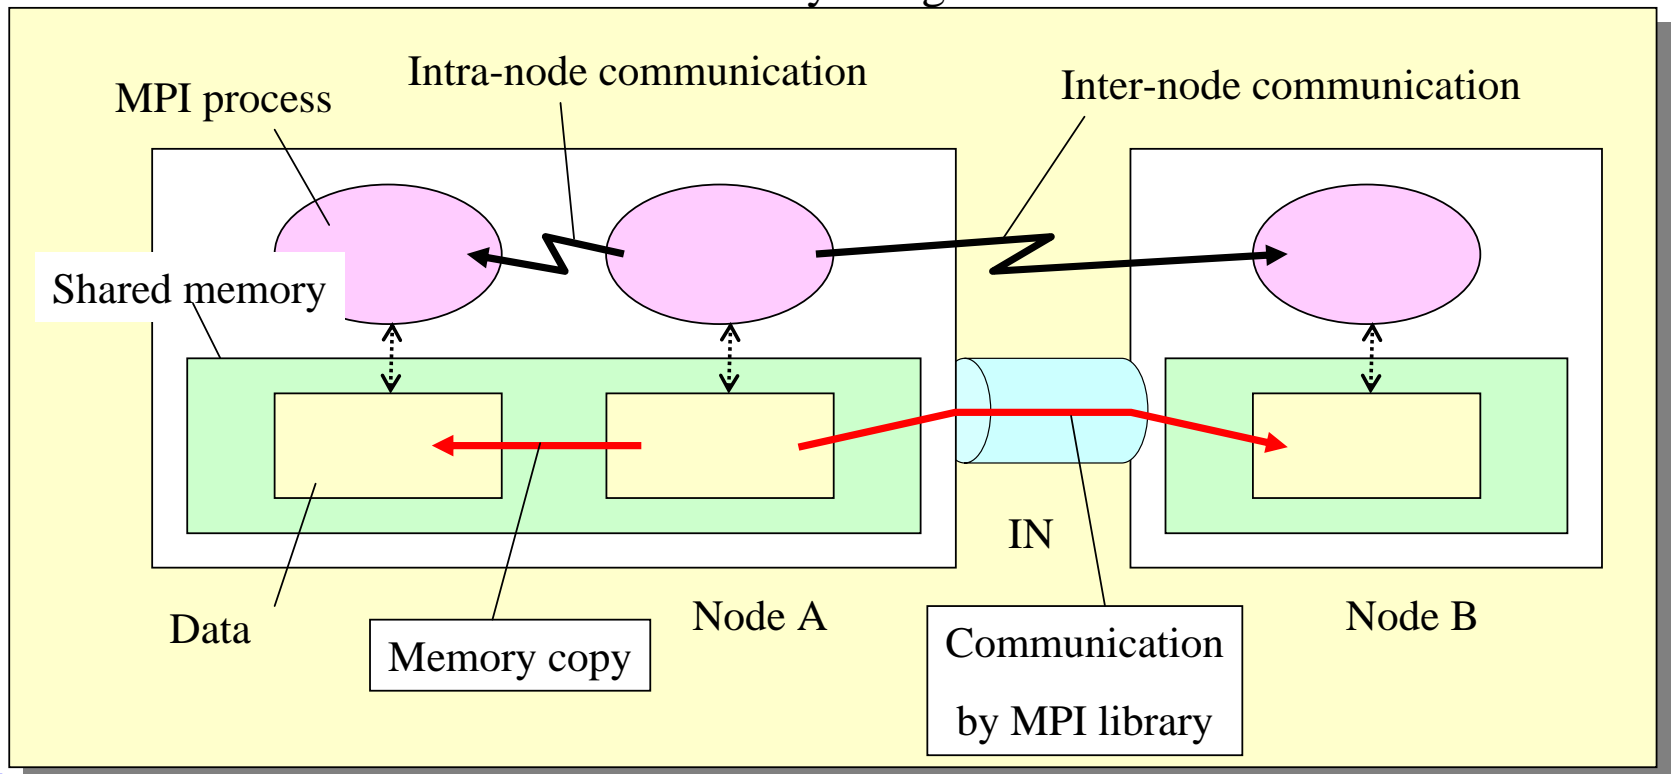 Intra-node communication
Inter-node communication
MPI process
Shared memory
IN
Data
Node A
Node B
Memory copy
Communication
by MPI library